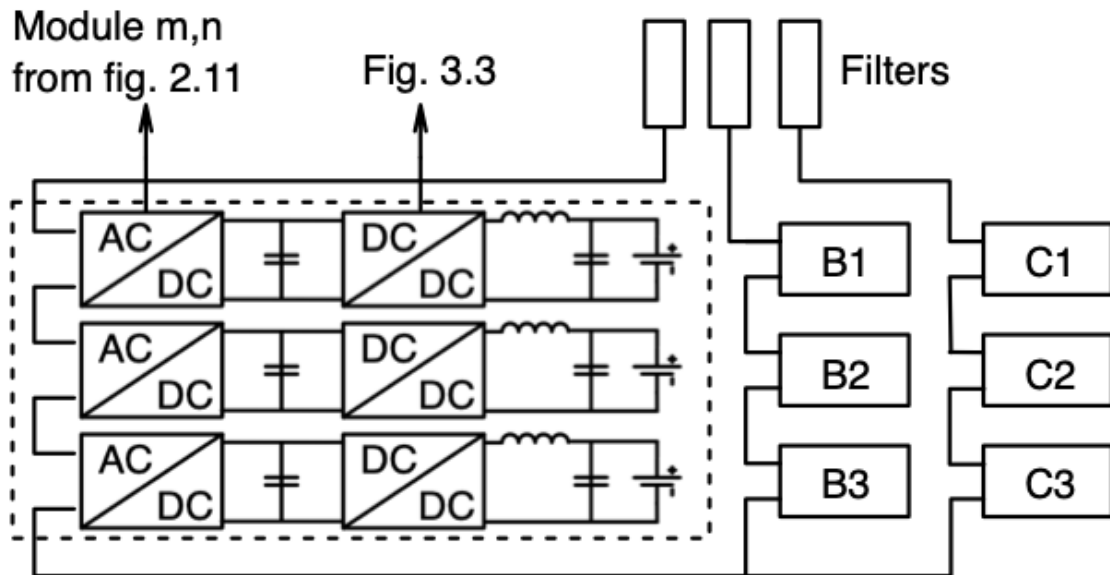 Module m,n
from fig. 2.11
Fig. 3.3
Filters
AC
DC
DC
DC
B1
C1
AC
DC
DC
DC
B2
C2
AC
DC
DC
DC
B3
C3